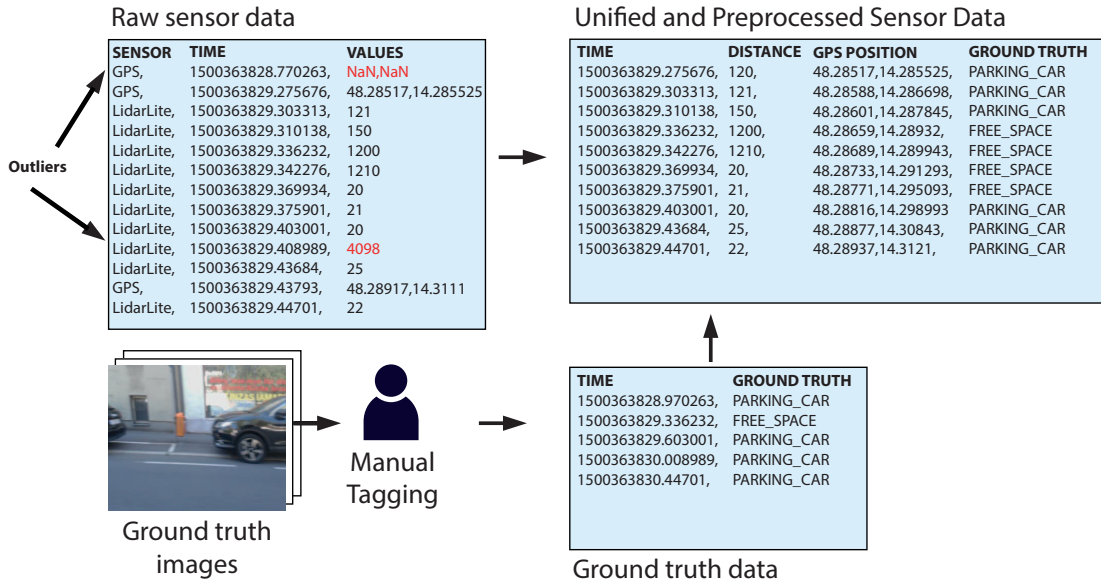 Raw sensor data
SENSOR TIME VALUES
GPS, 1500363828.770263, NaN,NaN
GPS, 1500363829.275676, 48.28517,14.285525
LidarLite, 1500363829.303313, 121
LidarLite, 1500363829.310138, 150
LidarLite, 1500363829.336232, 1200
LidarLite, 1500363829.342276, 1210
LidarLite, 1500363829.369934, 20
LidarLite, 1500363829.375901, 21
LidarLite, 1500363829.403001, 20
LidarLite, 1500363829.408989, 4098
LidarLite, 1500363829.43684, 25
GPS, 1500363829.43793, 48.28917,14.3111
LidarLite, 1500363829.44701, 22
Outliers
Unified and Preprocessed Sensor Data
TIME DISTANCE GPS POSITION GROUND TRUTH
1500363829.275676, 120, 48.28517,14.285525, PARKING_CAR
1500363829.303313, 121, 48.28588,14.286698, PARKING_CAR
1500363829.310138, 150, 48.28601,14.287845, PARKING_CAR
1500363829.336232, 1200, 48.28659,14.28932, FREE_SPACE
1500363829.342276, 1210, 48.28689,14.289943, FREE_SPACE
1500363829.369934, 20, 48.28733,14.291293, FREE_SPACE
1500363829.375901, 21, 48.28771,14.295093, FREE_SPACE
1500363829.403001, 20, 48.28816,14.298993 PARKING_CAR
1500363829.43684, 25, 48.28877,14.30843, PARKING_CAR
1500363829.44701, 22, 48.28937,14.3121, PARKING_CAR
Ground truth
images
Manual
Tagging
TIME GROUND TRUTH
1500363828.970263, PARKING_CAR
1500363829.336232, FREE_SPACE
1500363829.603001, PARKING_CAR
1500363830.008989, PARKING_CAR
1500363830.44701, PARKING_CAR
Ground truth data